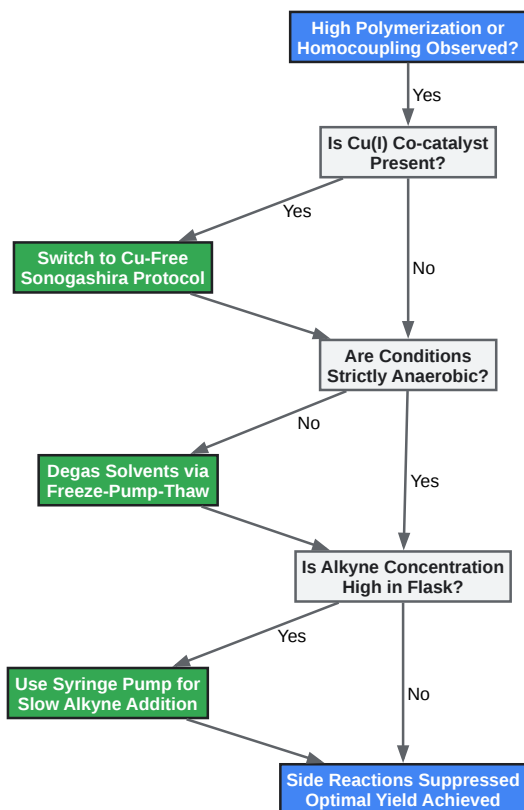 High Polymerization or
Homocoupling Observed?
Yes
Is Cu(I) Co-catalyst
Present?
Yes
Switch to Cu-Free
Sonogashira Protocol
No
Are Conditions
Strictly Anaerobic?
No
Degas Solvents via
Freeze-Pump-Thaw
Yes
Is Alkyne Concentration
High in Flask?
Yes
Use Syringe Pump for
Slow Alkyne Addition
No
Side Reactions Suppressed
Optimal Yield Achieved